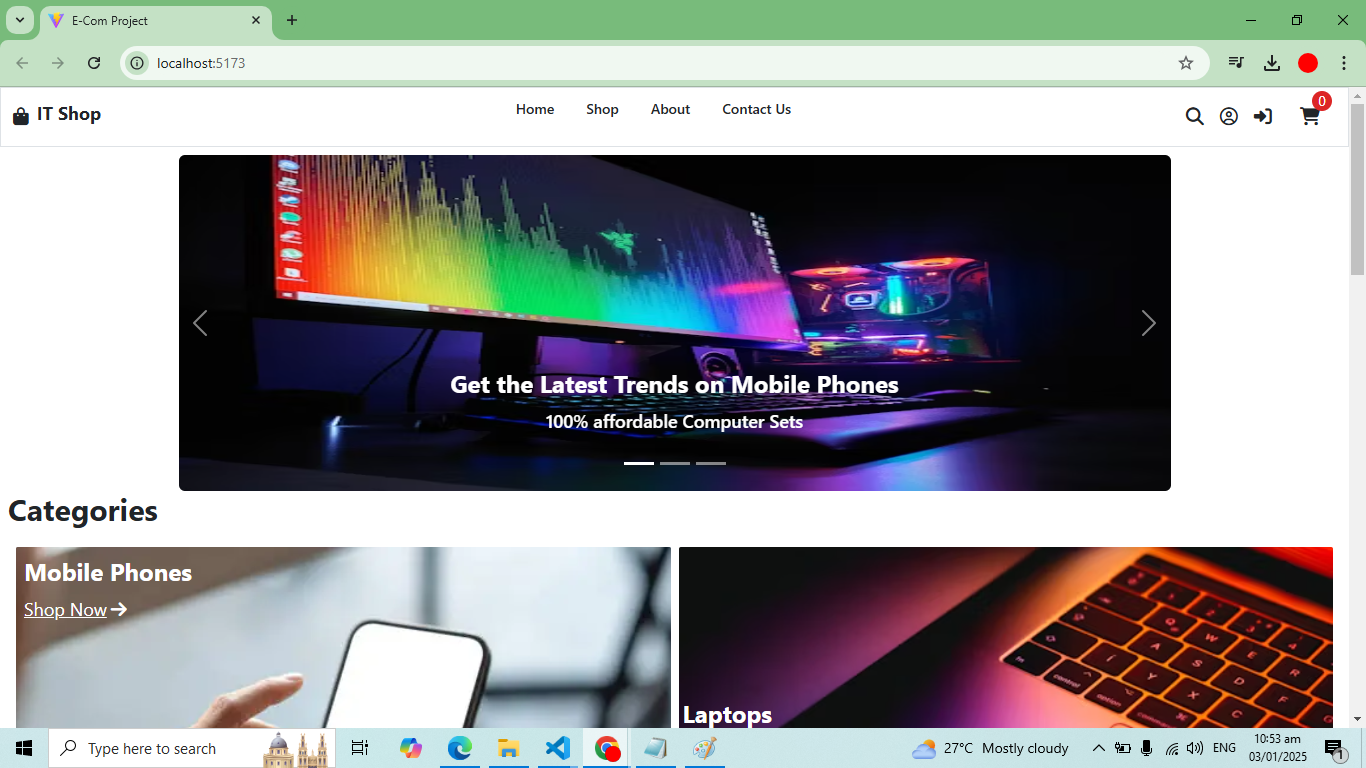 E-Com Project
localhost:5173
IT Shop
Home
Shop
About
Contact Us
0
Get the Latest Trends on Mobile Phones
100% affordable Computer Sets
Categories
Mobile Phones
Shop Now
Laptops
Type here to search
27°C Mostly cloudy
ENG
10:53 am
03/01/2025
1